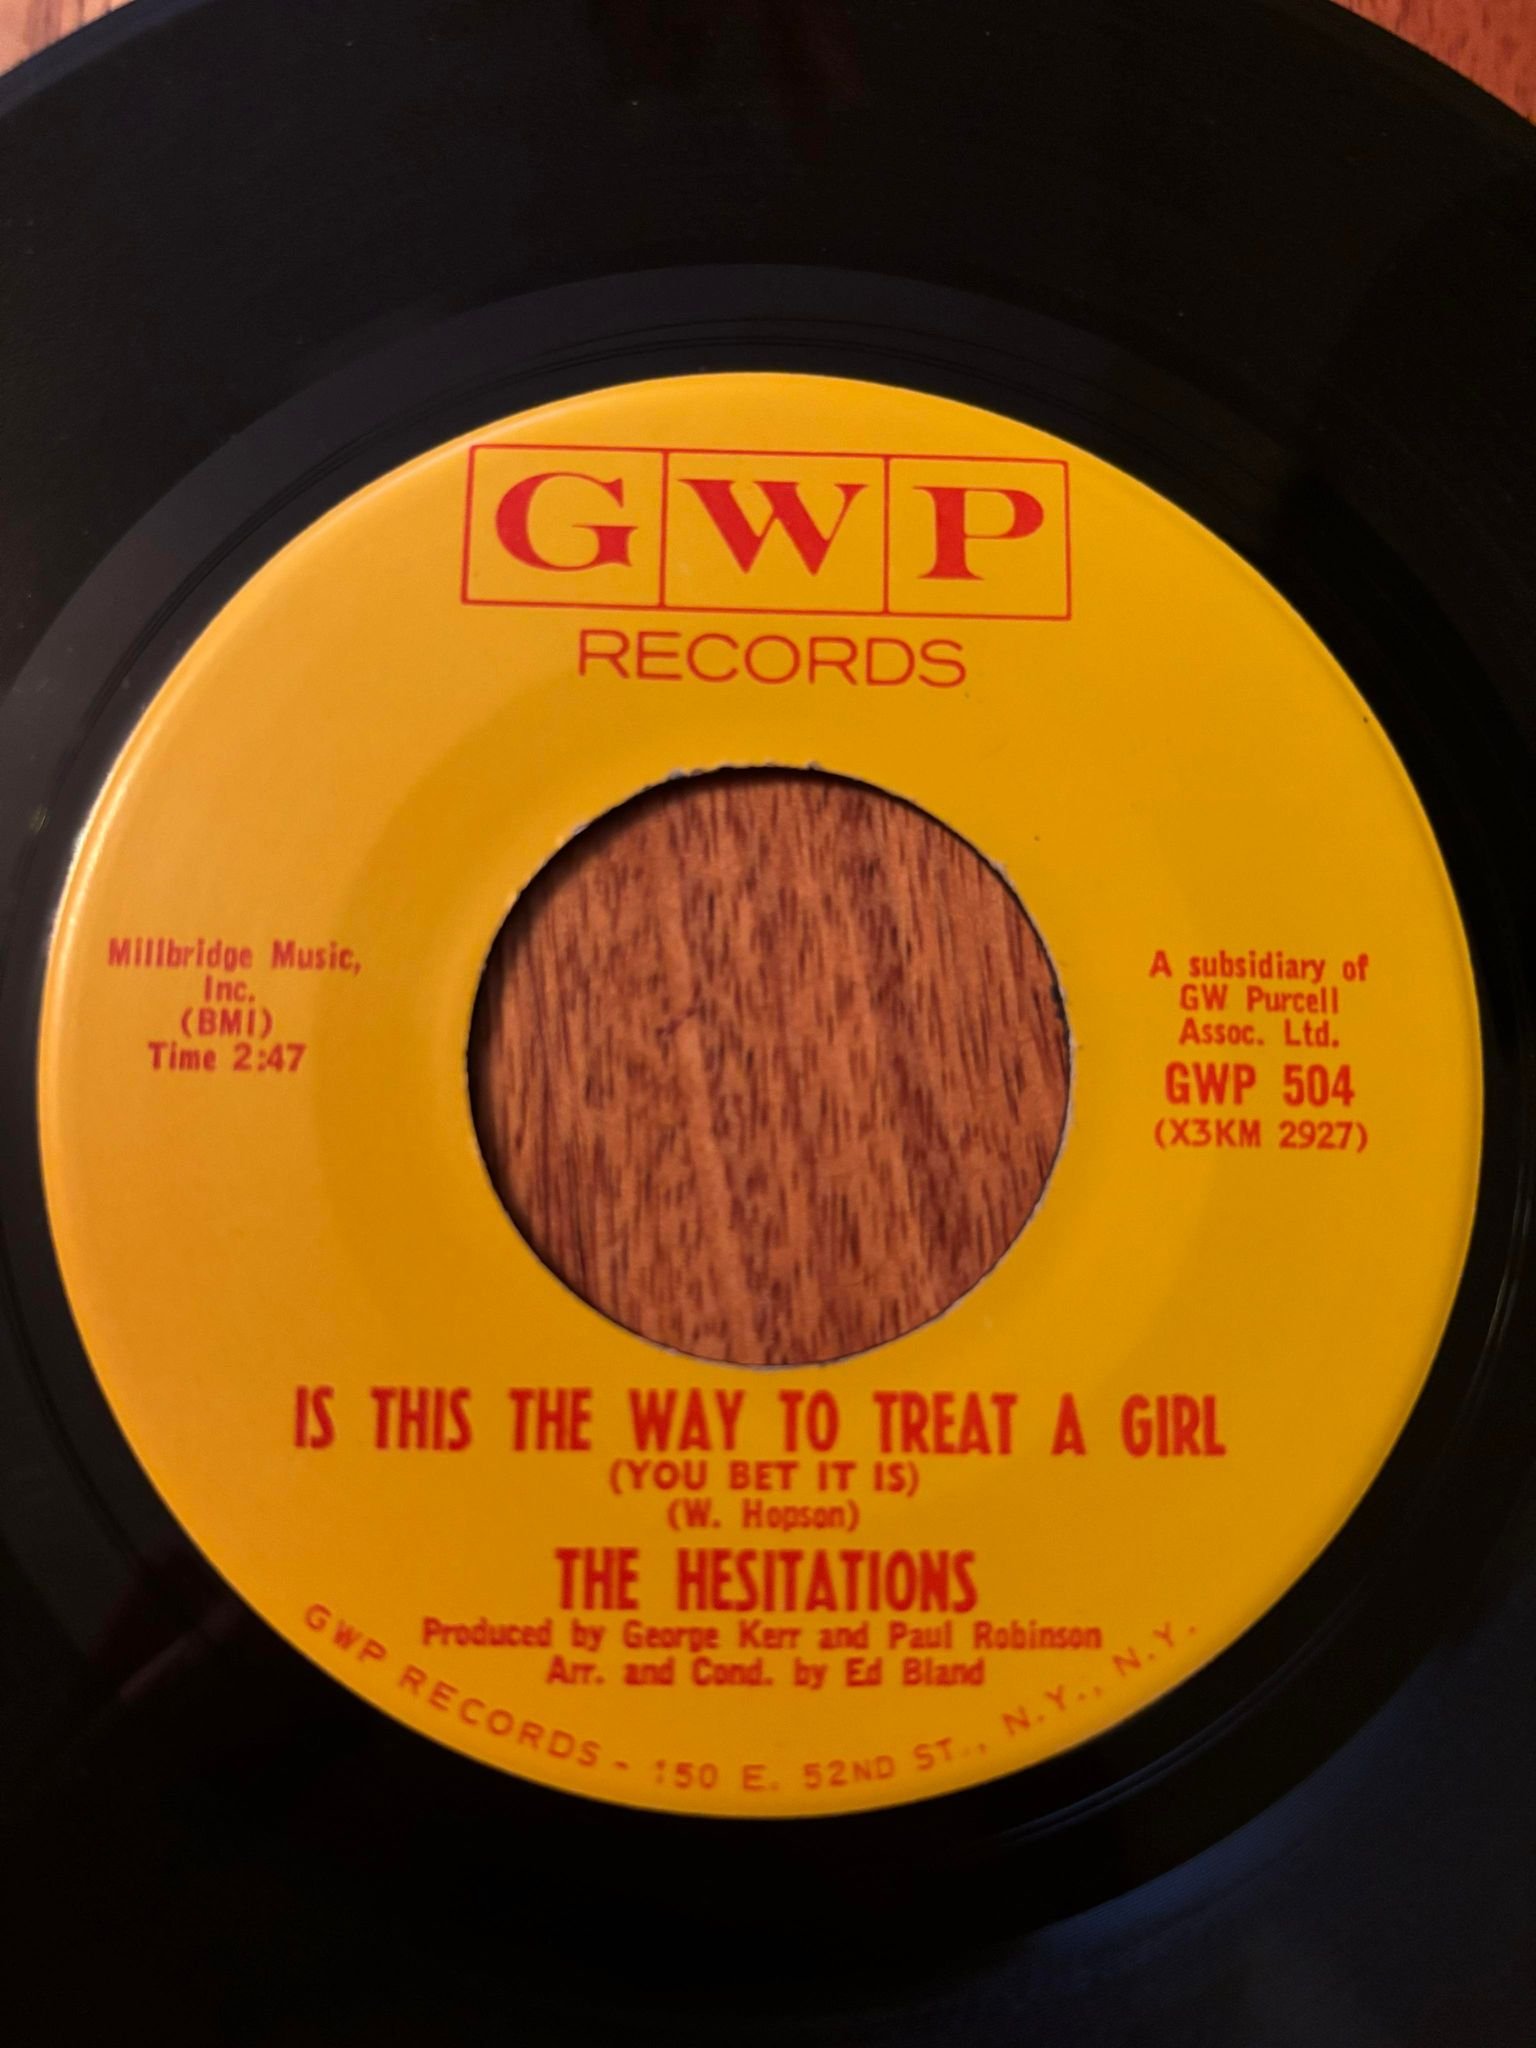 GWP
RECORDS
Millbridge Music,
Inc.
(BMI)
Time 2:47
A subsidiary of
GW Purcell
Assoc. Ltd.
GWP 504
(X3KM 2927)
IS THIS THE WAY TO TREAT A GIRL
(YOU BET IT IS)
(W. Hopson)
THE HESITATIONS
Produced by George Kerr and Paul Robinson
Arr. and Cond. by Ed Bland
GWP RECORDS - 150 E. 52ND ST., N.Y., N.Y.